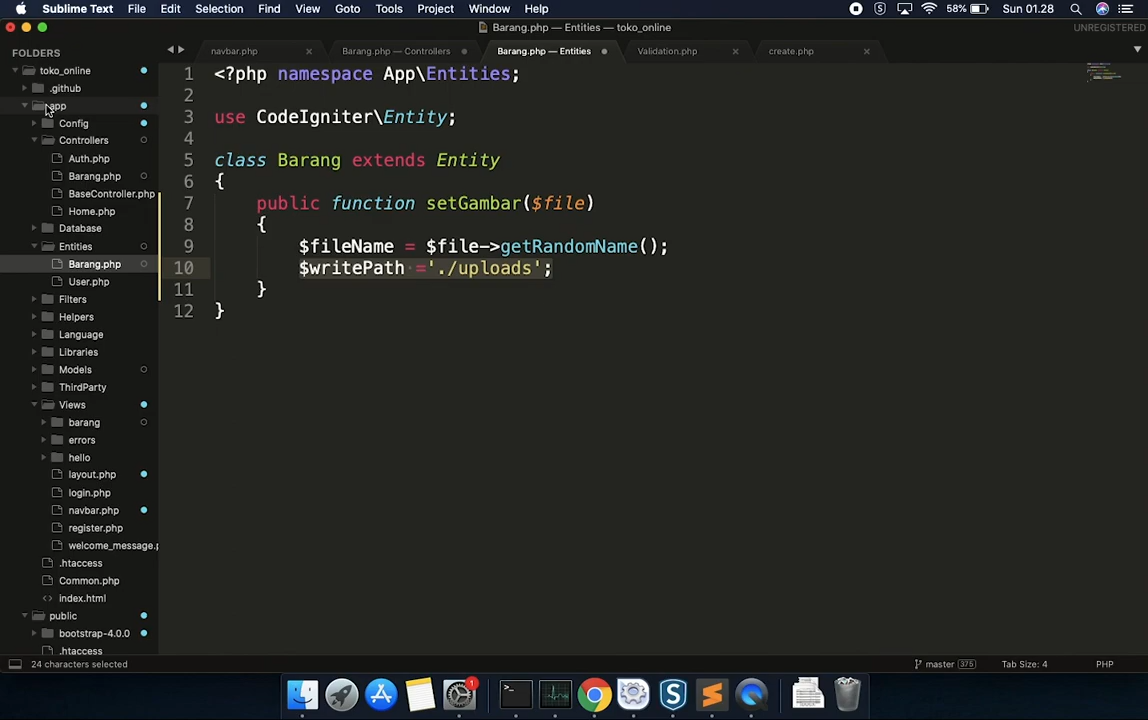 Sublime Text File Edit Selection Find Goto Tools Project Window Help 58% Sun 01.28
Barang.php — Entities — toko_online UNREGISTERED
FOLDERS
navbar.php × Barang.php — Controllers Barang.php — Entities Validation.php × create.php ×
toko_online
.github
app
Config
Controllers
Auth.php
Barang.php
BaseController.php
Home.php
Database
Entities
Barang.php
User.php
Filters
Helpers
Language
Libraries
Models
ThirdParty
Views
barang
errors
hello
layout.php
login.php
navbar.php
register.php
welcome_message.p
.htaccess
Common.php
<> index.html
public
bootstrap-4.0.0
.htaccess
1 <?php namespace App\Entities;
2
3 use CodeIgniter\Entity;
4
5 class Barang extends Entity
6 {
7 public function setGambar($file)
8 {
9 $fileName = $file->getRandomName();
10 $writePath ='./uploads';
11 }
12 }
24 characters selected master 375 Tab Size: 4 PHP
1